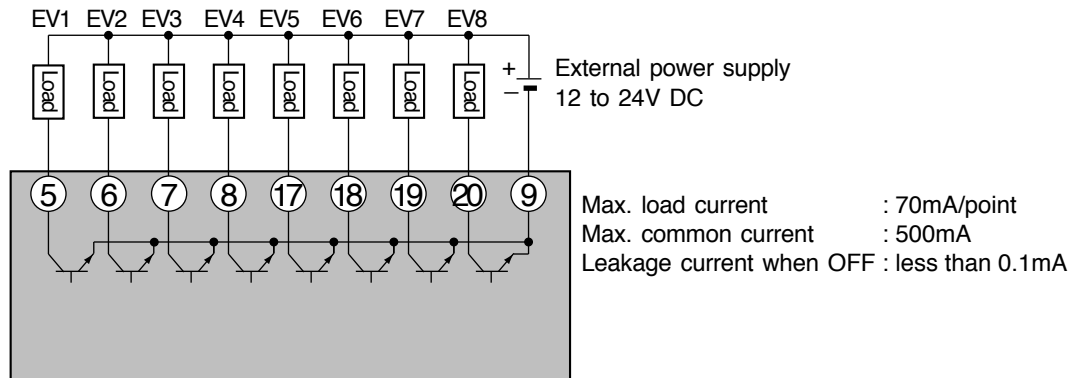 EV1 EV2 EV3 EV4 EV5 EV6 EV7 EV8
Load Load Load Load Load Load Load Load
+
−
External power supply
12 to 24V DC
5 6 7 8 17 18 19 20 9
Max. load current : 70mA/point
Max. common current : 500mA
Leakage current when OFF : less than 0.1mA